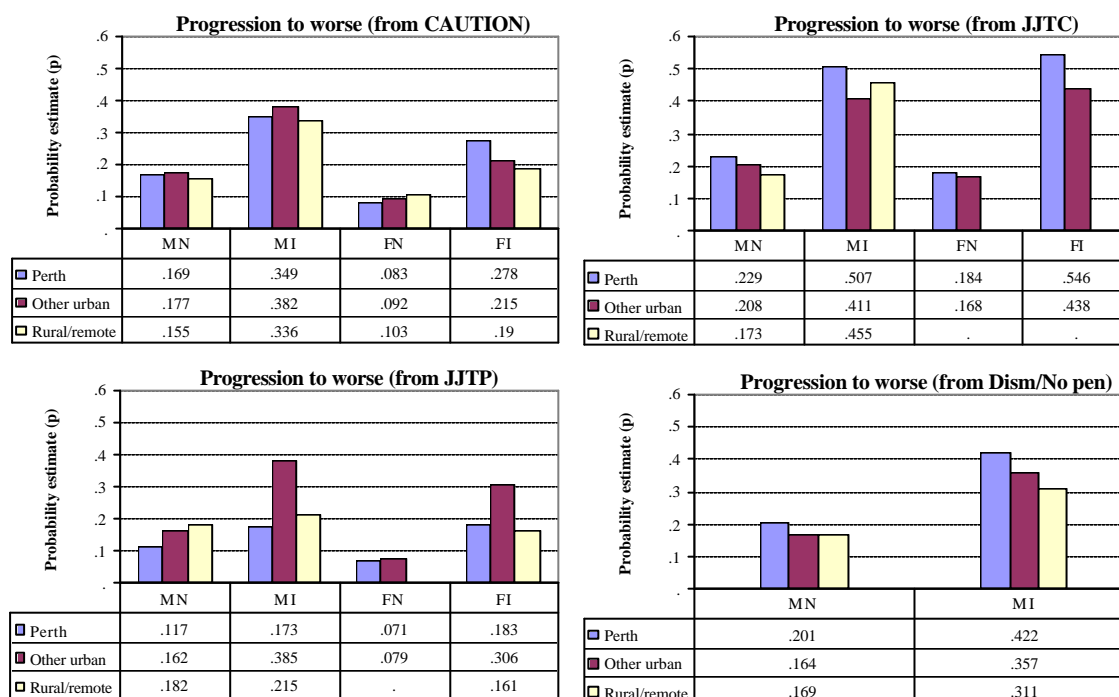 Progression to worse (from CAUTION)
Probability estimate (p)
.6
.5
.4
.3
.2
.1
.
MN MI FN FI
Perth .169 .349 .083 .278
Other urban .177 .382 .092 .215
Rural/remote .155 .336 .103 .19
Progression to worse (from JJTC)
Probability estimate (p)
.6
.5
.4
.3
.2
.1
.
MN MI FN FI
Perth .229 .507 .184 .546
Other urban .208 .411 .168 .438
Rural/remote .173 .455 . .
Progression to worse (from JJTP)
Probability estimate (p)
.6
.5
.4
.3
.2
.1
.
MN MI FN FI
Perth .117 .173 .071 .183
Other urban .162 .385 .079 .306
Rural/remote .182 .215 . .161
Progression to worse (from Dism/No pen)
Probability estimate (p)
.6
.5
.4
.3
.2
.1
.
MN MI
Perth .201 .422
Other urban .164 .357
Rural/remote .169 .311